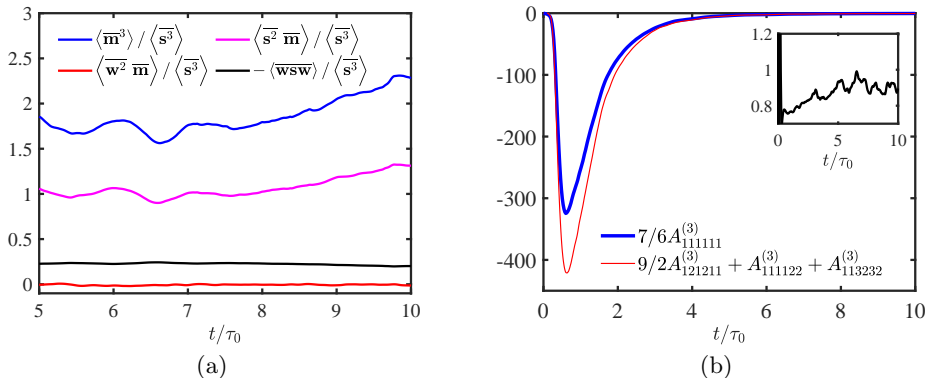 3
2.5
2
1.5
1
0.5
0
5
6
7
8
9
10
t/τ₀
⟨m̅³⟩ / ⟨s̅³⟩
⟨s̅² m̅⟩ / ⟨s̅³⟩
⟨w̅² m̅⟩ / ⟨s̅³⟩
−⟨w̅s̅w̅⟩ / ⟨s̅³⟩
(a)
0
-100
-200
-300
-400
0
2
4
6
8
10
t/τ₀
1.2
1
0.8
0
5
10
t/τ₀
7/6A^{(3)}_{111111}
9/2A^{(3)}_{121211} + A^{(3)}_{111122} + A^{(3)}_{113232}
(b)